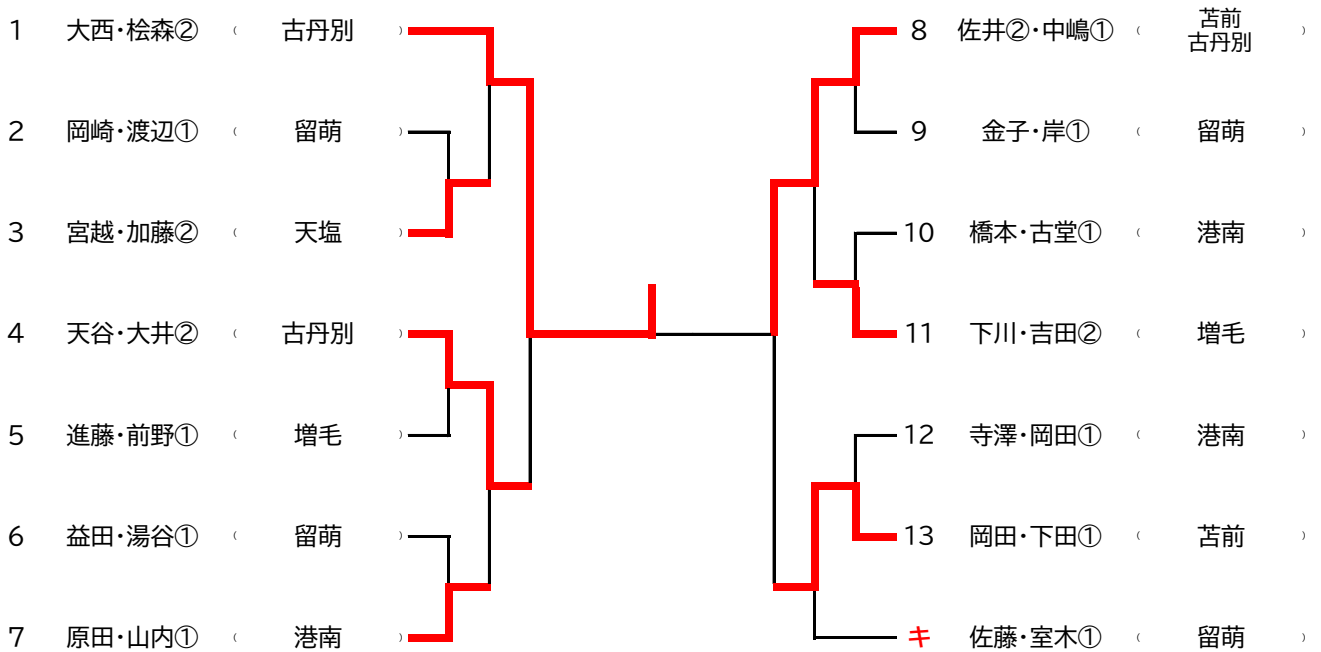 1 大西・桧森② （ 古丹別 ）
2 岡崎・渡辺① （ 留萌 ）
3 宮越・加藤② （ 天塩 ）
4 天谷・大井② （ 古丹別 ）
5 進藤・前野① （ 増毛 ）
6 益田・湯谷① （ 留萌 ）
7 原田・山内① （ 港南 ）
8 佐井②・中嶋① （ 苫前 古丹別 ）
9 金子・岸① （ 留萌 ）
10 橋本・古堂① （ 港南 ）
11 下川・吉田② （ 増毛 ）
12 寺澤・岡田① （ 港南 ）
13 岡田・下田① （ 苫前 ）
キ 佐藤・室木① （ 留萌 ）